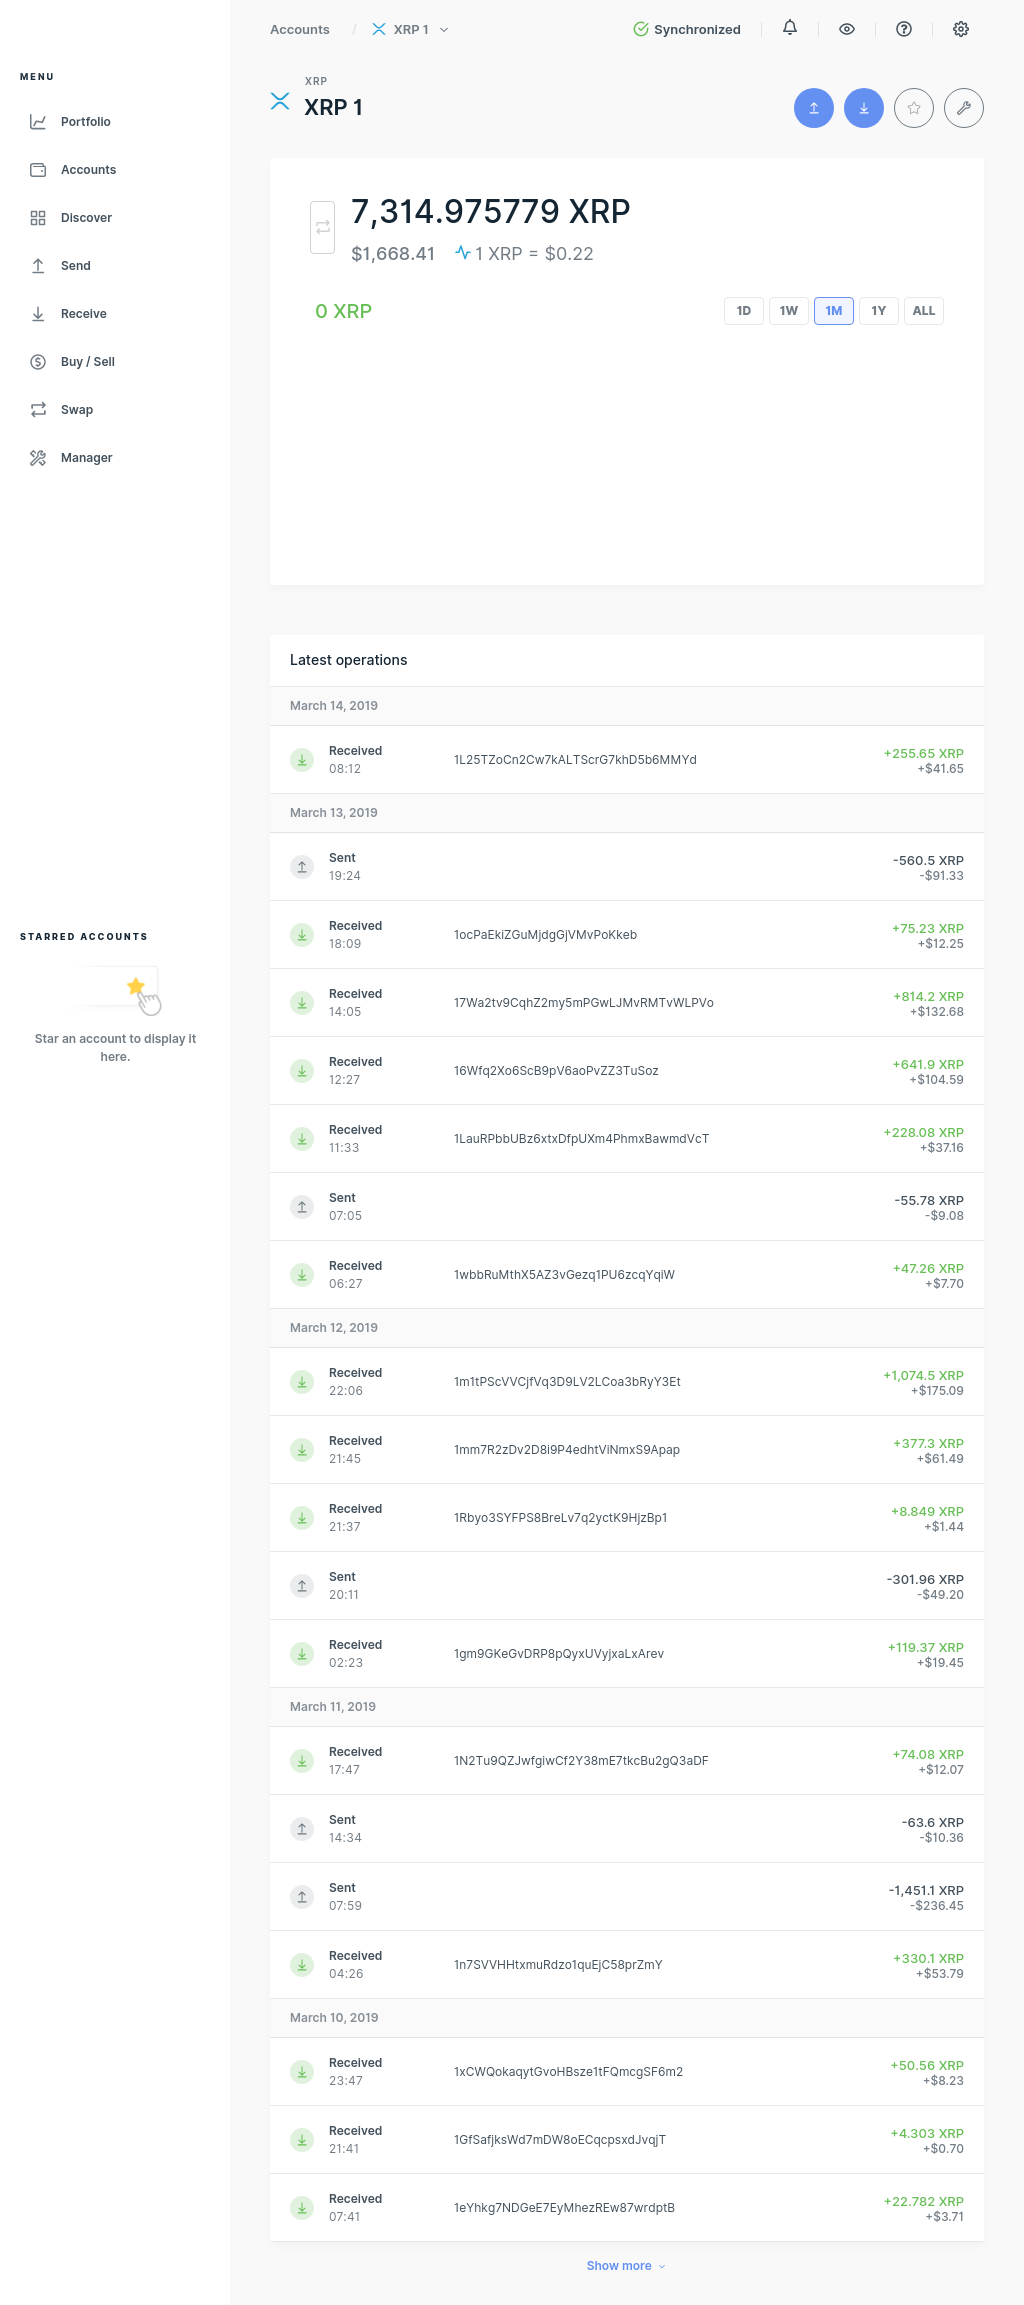 Accounts / XRP 1
Synchronized
MENU
Portfolio
Accounts
Discover
Send
Receive
Buy / Sell
Swap
Manager
STARRED ACCOUNTS
Star an account to display it
here.
XRP
XRP 1
7,314.975779 XRP
$1,668.41 1 XRP = $0.22
0 XRP
1D 1W 1M 1Y ALL
Latest operations
March 14, 2019
Received
08:12
1L25TZoCn2Cw7kALTScrG7khD5b6MMYd
+255.65 XRP
+$41.65
March 13, 2019
Sent
19:24
-560.5 XRP
-$91.33
Received
18:09
1ocPaEkiZGuMjdgGjVMvPoKkeb
+75.23 XRP
+$12.25
Received
14:05
17Wa2tv9CqhZ2my5mPGwLJMvRMTvWLPVo
+814.2 XRP
+$132.68
Received
12:27
16Wfq2Xo6ScB9pV6aoPvZZ3TuSoz
+641.9 XRP
+$104.59
Received
11:33
1LauRPbbUBz6xtxDfpUXm4PhmxBawmdVcT
+228.08 XRP
+$37.16
Sent
07:05
-55.78 XRP
-$9.08
Received
06:27
1wbbRuMthX5AZ3vGezq1PU6zcqYqiW
+47.26 XRP
+$7.70
March 12, 2019
Received
22:06
1m1tPScVVCjfVq3D9LV2LCoa3bRyY3Et
+1,074.5 XRP
+$175.09
Received
21:45
1mm7R2zDv2D8i9P4edhtViNmxS9Apap
+377.3 XRP
+$61.49
Received
21:37
1Rbyo3SYFPS8BreLv7q2yctK9HjzBp1
+8.849 XRP
+$1.44
Sent
20:11
-301.96 XRP
-$49.20
Received
02:23
1gm9GKeGvDRP8pQyxUVyjxaLxArev
+119.37 XRP
+$19.45
March 11, 2019
Received
17:47
1N2Tu9QZJwfgiwCf2Y38mE7tkcBu2gQ3aDF
+74.08 XRP
+$12.07
Sent
14:34
-63.6 XRP
-$10.36
Sent
07:59
-1,451.1 XRP
-$236.45
Received
04:26
1n7SVVHHtxmuRdzo1quEjC58prZmY
+330.1 XRP
+$53.79
March 10, 2019
Received
23:47
1xCWQokaqytGvoHBsze1tFQmcgSF6m2
+50.56 XRP
+$8.23
Received
21:41
1GfSafjksWd7mDW8oECqcpsxdJvqjT
+4.303 XRP
+$0.70
Received
07:41
1eYhkg7NDGeE7EyMhezREw87wrdptB
+22.782 XRP
+$3.71
Show more